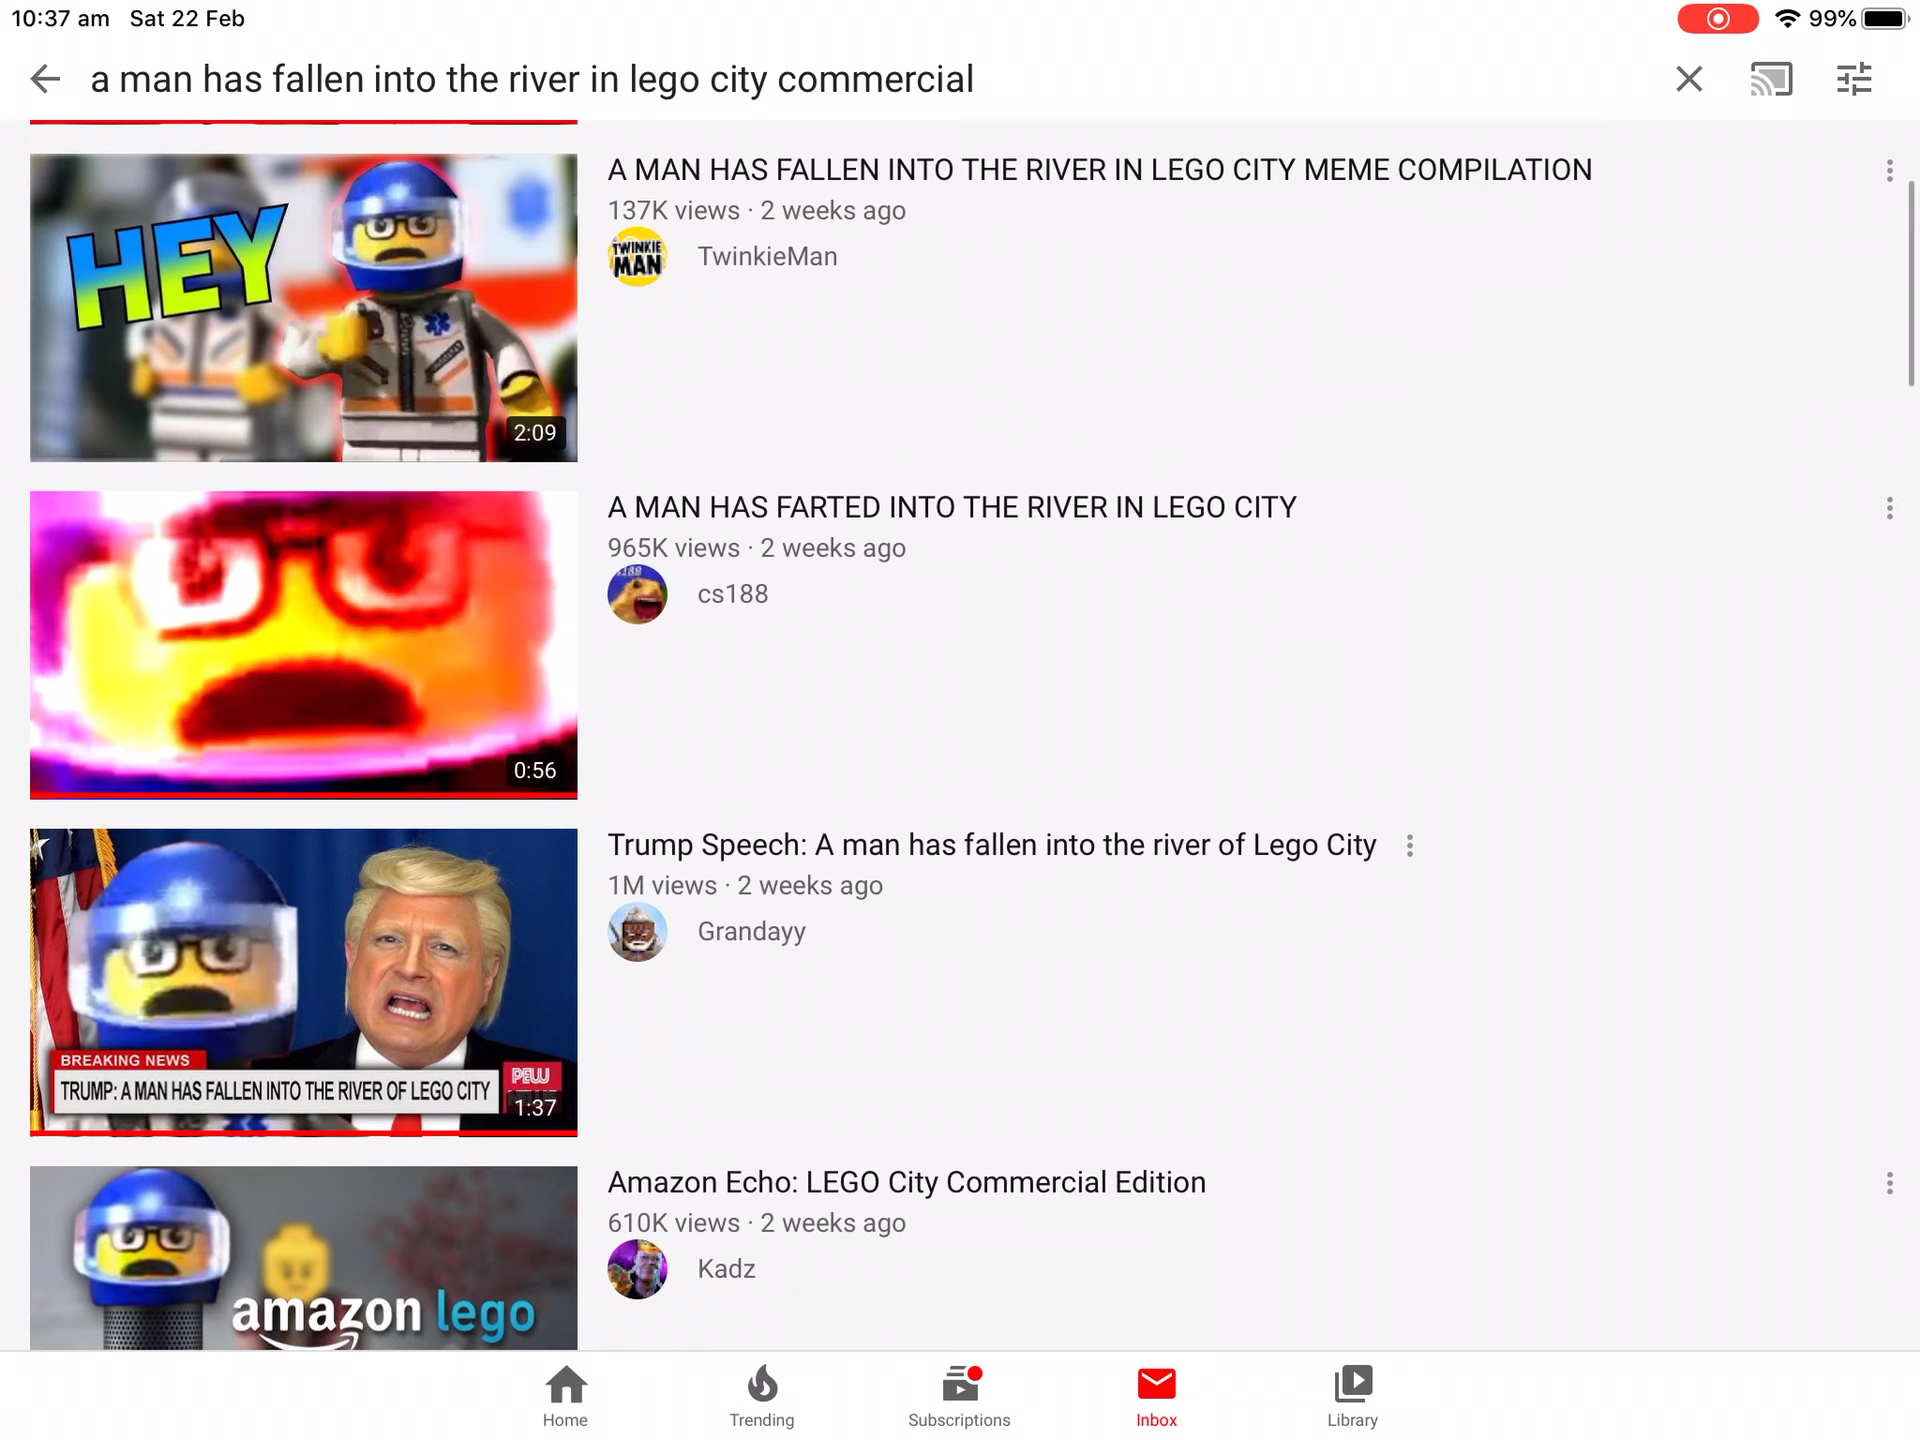 10:37 am Sat 22 Feb 99%
a man has fallen into the river in lego city commercial
HEY
2:09
A MAN HAS FALLEN INTO THE RIVER IN LEGO CITY MEME COMPILATION
137K views · 2 weeks ago
TWINKIE
MAN
TwinkieMan
0:56
A MAN HAS FARTED INTO THE RIVER IN LEGO CITY
965K views · 2 weeks ago
cs188
BREAKING NEWS
TRUMP: A MAN HAS FALLEN INTO THE RIVER OF LEGO CITY
PEW
1:37
Trump Speech: A man has fallen into the river of Lego City
1M views · 2 weeks ago
Grandayy
amazon lego
Amazon Echo: LEGO City Commercial Edition
610K views · 2 weeks ago
Kadz
Home Trending Subscriptions Inbox Library